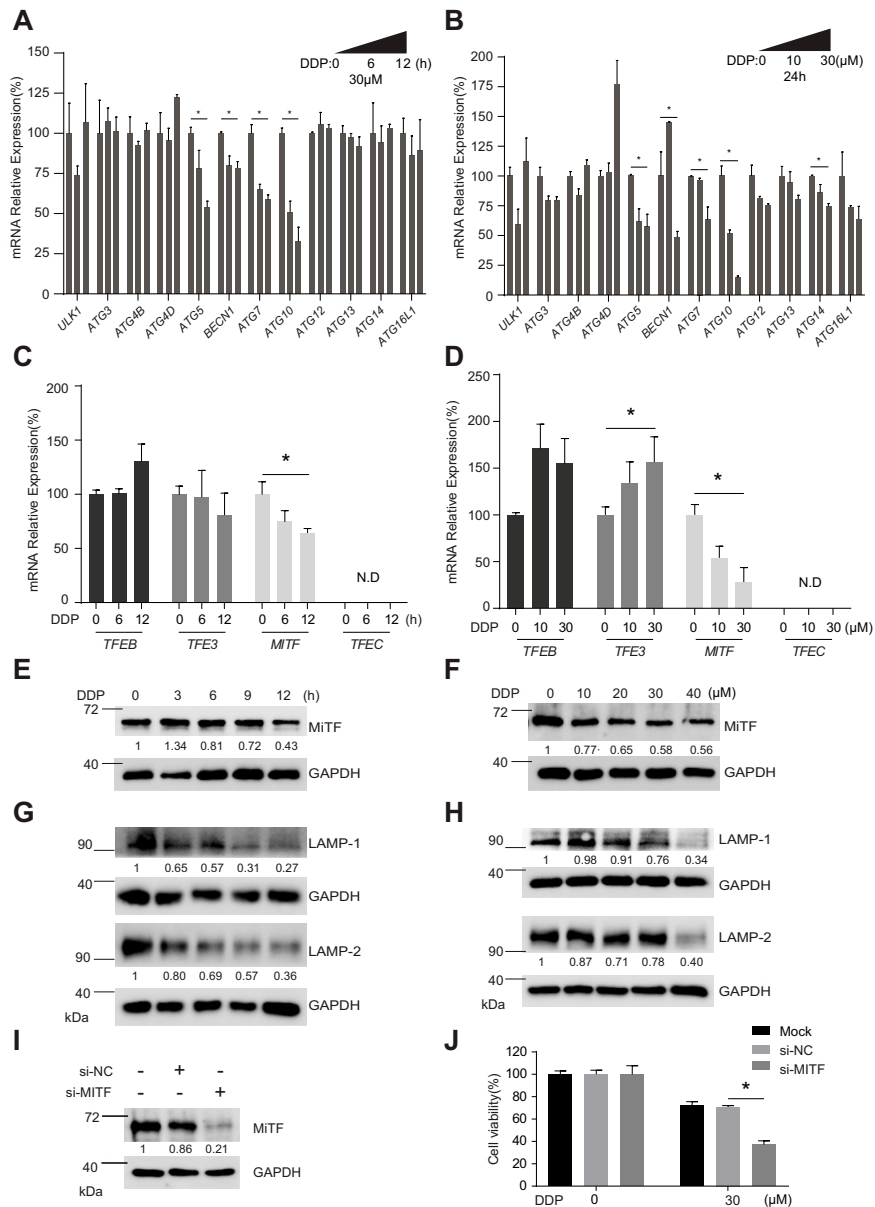 A
mRNA Relative Expression(%)
150
125
100
75
50
25
0
DDP:0 6 12 (h)
30µM
* * * *
ULK1 ATG3 ATG4B ATG4D ATG5 BECN1 ATG7 ATG10 ATG12 ATG13 ATG14 ATG16L1
B
mRNA Relative Expression(%)
200
175
150
125
100
75
50
25
0
DDP:0 10 30(µM)
24h
* * * * *
ULK1 ATG3 ATG4B ATG4D ATG5 BECN1 ATG7 ATG10 ATG12 ATG13 ATG14 ATG16L1
C
mRNA Relative Expression(%)
200
150
100
50
0
*
N.D
DDP 0 6 12 0 6 12 0 6 12 0 6 12 (h)
TFEB TFE3 MITF TFEC
D
mRNA Relative Expression(%)
250
200
150
100
50
0
* *
N.D
DDP 0 10 30 0 10 30 0 10 30 0 10 30 (µM)
TFEB TFE3 MITF TFEC
E
DDP 0 3 6 9 12 (h)
72
MiTF
1 1.34 0.81 0.72 0.43
40
GAPDH
F
DDP 0 10 20 30 40 (µM)
72
MiTF
1 0.77· 0.65 0.58 0.56
40
GAPDH
G
90
LAMP-1
1 0.65 0.57 0.31 0.27
40
GAPDH
LAMP-2
90
1 0.80 0.69 0.57 0.36
40
GAPDH
kDa
H
90
LAMP-1
1 0.98 0.91 0.76 0.34
40
GAPDH
LAMP-2
90
1 0.87 0.71 0.78 0.40
40
GAPDH
kDa
I
si-NC - + -
si-MITF - - +
72
MiTF
1 0.86 0.21
40
GAPDH
kDa
J
Mock
si-NC
si-MITF
Cell viability(%)
120
100
80
60
40
20
0
*
DDP 0 30 (µM)